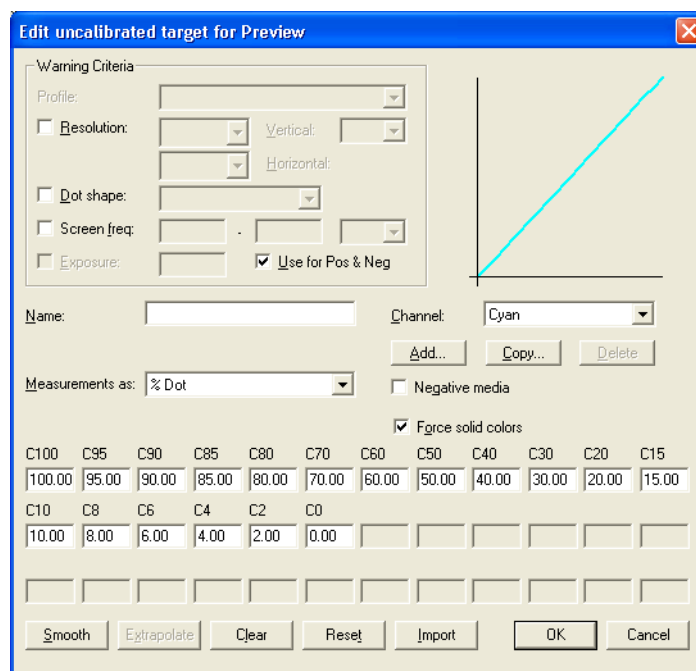 Edit uncalibrated target for Preview
Warning Criteria
Profile:
Resolution: Vertical:
Horizontal:
Dot shape:
Screen freq: -
Exposure: Use for Pos & Neg
Name: Channel: Cyan
Add... Copy... Delete
Measurements as: % Dot Negative media
Force solid colors
C100 C95 C90 C85 C80 C70 C60 C50 C40 C30 C20 C15
100.00 95.00 90.00 85.00 80.00 70.00 60.00 50.00 40.00 30.00 20.00 15.00
C10 C8 C6 C4 C2 C0
10.00 8.00 6.00 4.00 2.00 0.00
Smooth Extrapolate Clear Reset Import OK Cancel